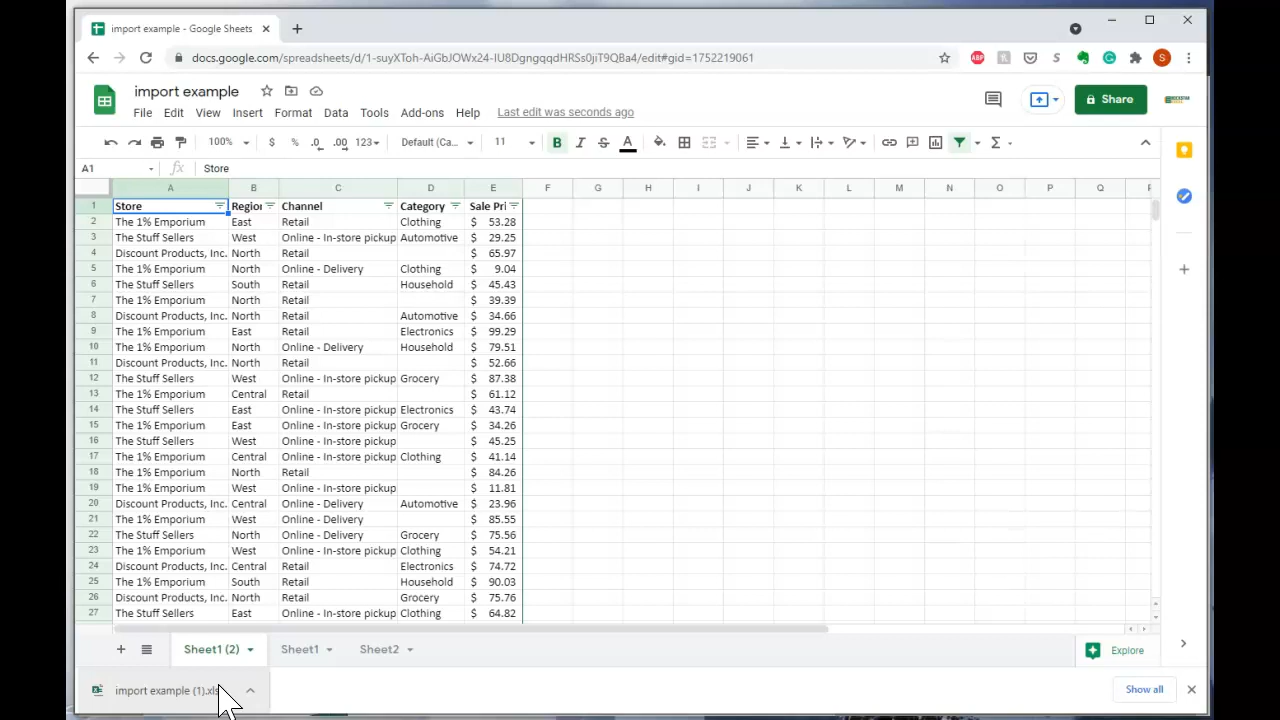 import example - Google Sheets
docs.google.com/spreadsheets/d/1-swyXToh-AiGbJOWx24-IU8DgngqqdHRSs0jiT9QBa4/edit#gid=1752219061
ABP
S
S
import example
File Edit View Insert Format Data Tools Add-ons Help Last edit was seconds ago
Share
100% $ % .0 .00 123 Default (Ca... 11 B I S A Σ
A1 fx Store
A B C D E F G H I J K L M N O P Q
1 Store Region Channel Category Sale Pri
2 The 1% Emporium East Retail Clothing $ 53.28
3 The Stuff Sellers West Online - In-store pickup Automotive $ 29.25
4 Discount Products, Inc. North Retail $ 65.97
5 The 1% Emporium North Online - Delivery Clothing $ 9.04
6 The Stuff Sellers South Retail Household $ 45.43
7 The 1% Emporium North Retail $ 39.39
8 Discount Products, Inc. North Retail Automotive $ 34.66
9 The 1% Emporium East Retail Electronics $ 99.29
10 The 1% Emporium North Online - Delivery Household $ 79.51
11 Discount Products, Inc. North Retail $ 52.66
12 The Stuff Sellers West Online - In-store pickup Grocery $ 87.38
13 The 1% Emporium Central Retail $ 61.12
14 The Stuff Sellers East Online - In-store pickup Electronics $ 43.74
15 The 1% Emporium East Online - In-store pickup Grocery $ 34.26
16 The Stuff Sellers West Online - In-store pickup $ 45.25
17 The 1% Emporium Central Online - In-store pickup Clothing $ 41.14
18 The 1% Emporium North Retail $ 84.26
19 The 1% Emporium West Online - In-store pickup $ 11.81
20 Discount Products, Inc. Central Online - Delivery Automotive $ 23.96
21 The 1% Emporium West Online - Delivery $ 85.55
22 The Stuff Sellers North Online - Delivery Grocery $ 75.56
23 The 1% Emporium West Online - In-store pickup Clothing $ 54.21
24 Discount Products, Inc. Central Retail Electronics $ 74.72
25 The 1% Emporium South Retail Household $ 90.03
26 Discount Products, Inc. North Retail Grocery $ 75.76
27 The Stuff Sellers East Online - In-store pickup Clothing $ 64.82
Sheet1 (2) Sheet1 Sheet2 Explore
import example (1).xls Show all